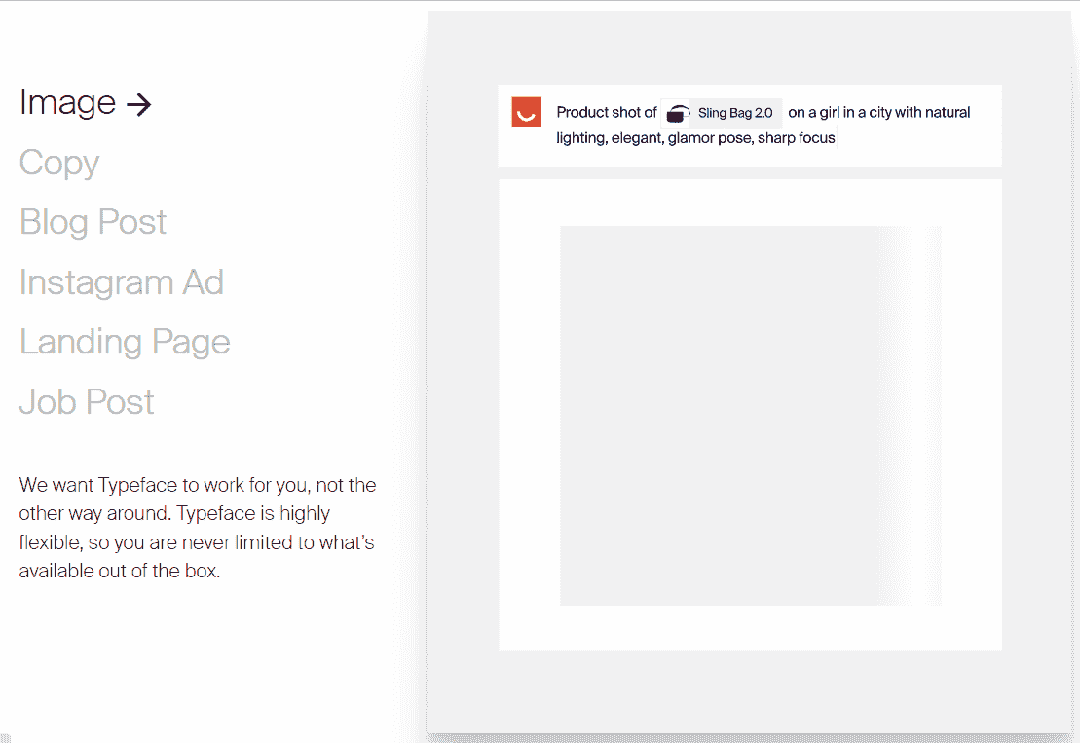 Image →
Copy
Blog Post
Instagram Ad
Landing Page
Job Post
We want Typeface to work for you, not the
other way around. Typeface is highly
flexible, so you are never limited to what's
available out of the box.
Product shot of Sling Bag 2.0 on a girl in a city with natural
lighting, elegant, glamor pose, sharp focus